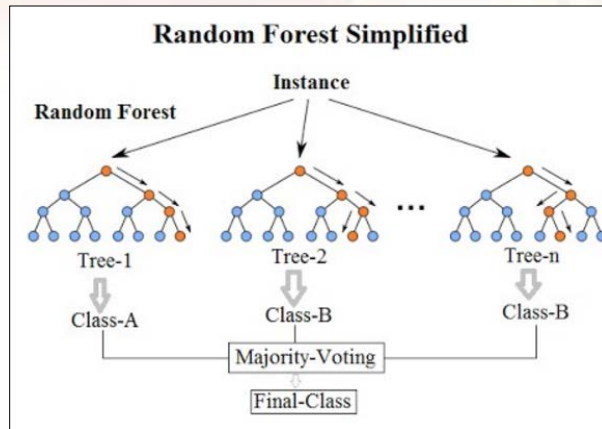 Random Forest Simplified
Instance
Random Forest
...
Tree-1 Tree-2 Tree-n
Class-A Class-B Class-B
Majority-Voting
Final-Class